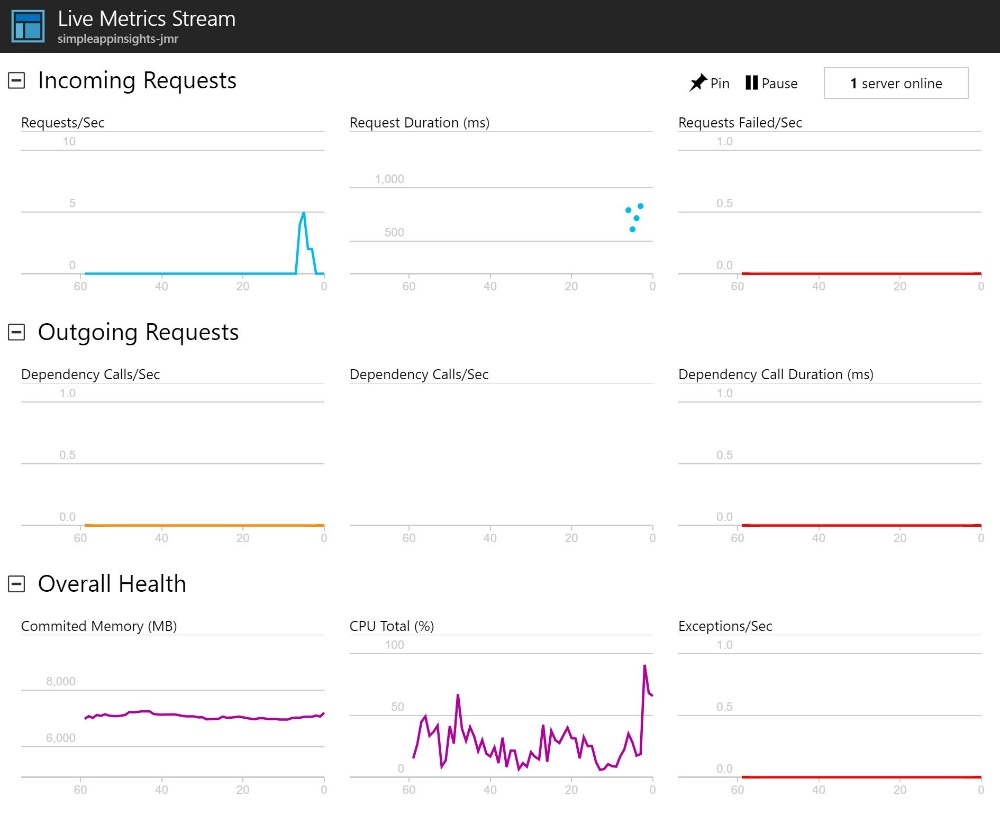 Live Metrics Stream
simpleappinsights-jmr
Incoming Requests
Pin Pause 1 server online
Requests/Sec
10
5
0
60 40 20 0
Request Duration (ms)
1,000
500
60 40 20 0
Requests Failed/Sec
1.0
0.5
0.0
60 40 20 0
Outgoing Requests
Dependency Calls/Sec
1.0
0.5
0.0
60 40 20 0
Dependency Calls/Sec
60 40 20 0
Dependency Call Duration (ms)
1.0
0.5
0.0
60 40 20 0
Overall Health
Commited Memory (MB)
8,000
6,000
60 40 20 0
CPU Total (%)
100
50
0
60 40 20 0
Exceptions/Sec
1.0
0.5
0.0
60 40 20 0